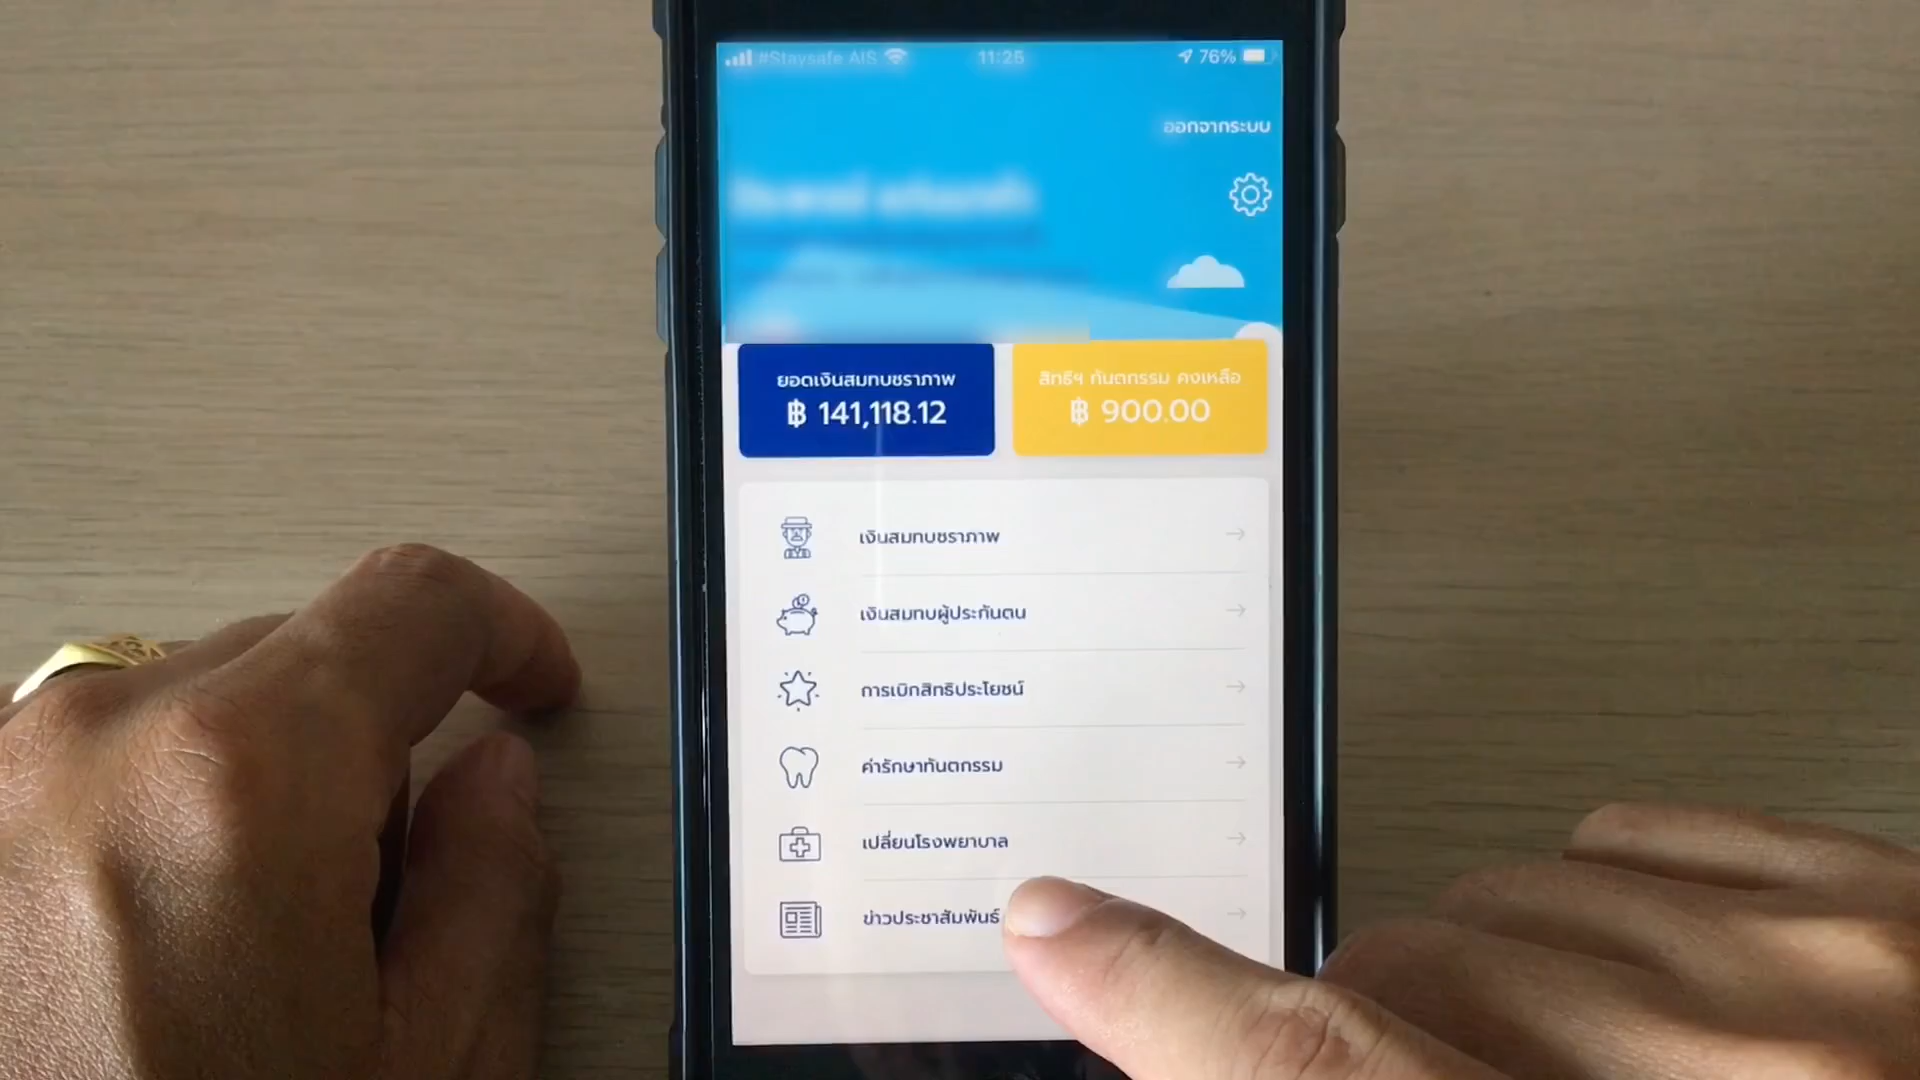 #Staysafe AIS 11:25 76%
ออกจากระบบ
ยอดเงินสมทบชราภาพ
฿ 141,118.12
สิทธิฯ ทันตกรรม คงเหลือ
฿ 900.00
เงินสมทบชราภาพ
เงินสมทบผู้ประกันตน
การเบิกสิทธิประโยชน์
ค่ารักษาทันตกรรม
เปลี่ยนโรงพยาบาล
ข่าวประชาสัมพันธ์